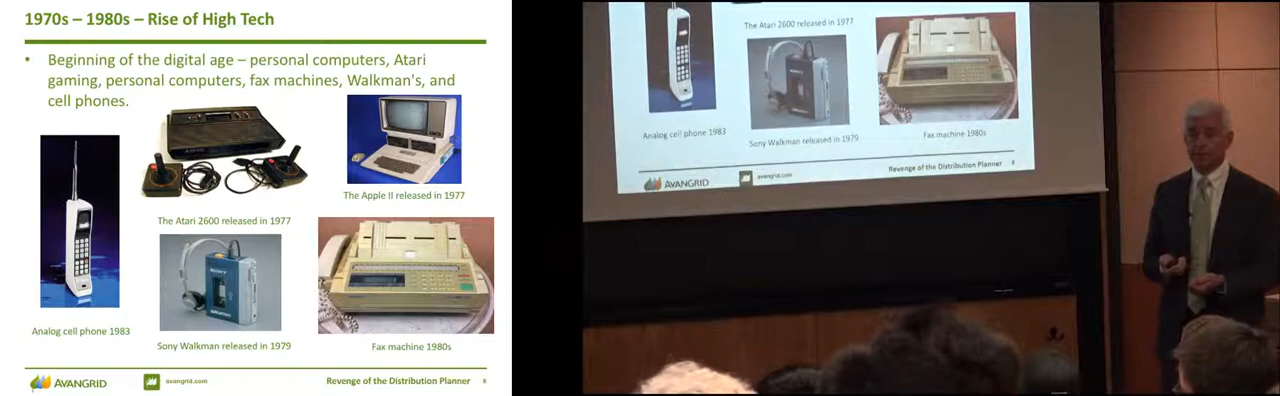 1970s – 1980s – Rise of High Tech
• Beginning of the digital age – personal computers, Atari
gaming, personal computers, fax machines, Walkman's, and
cell phones.
The Apple II released in 1977
The Atari 2600 released in 1977
SONY
WALKMAN
Analog cell phone 1983
Sony Walkman released in 1979
Fax machine 1980s
AVANGRID
avangrid.com
Revenge of the Distribution Planner 8
The Atari 2600 released in 1977
SONY
Analog cell phone 1983
Sony Walkman released in 1979
Fax machine 1980s
AVANGRID
avangrid.com
Revenge of the Distribution Planner 8